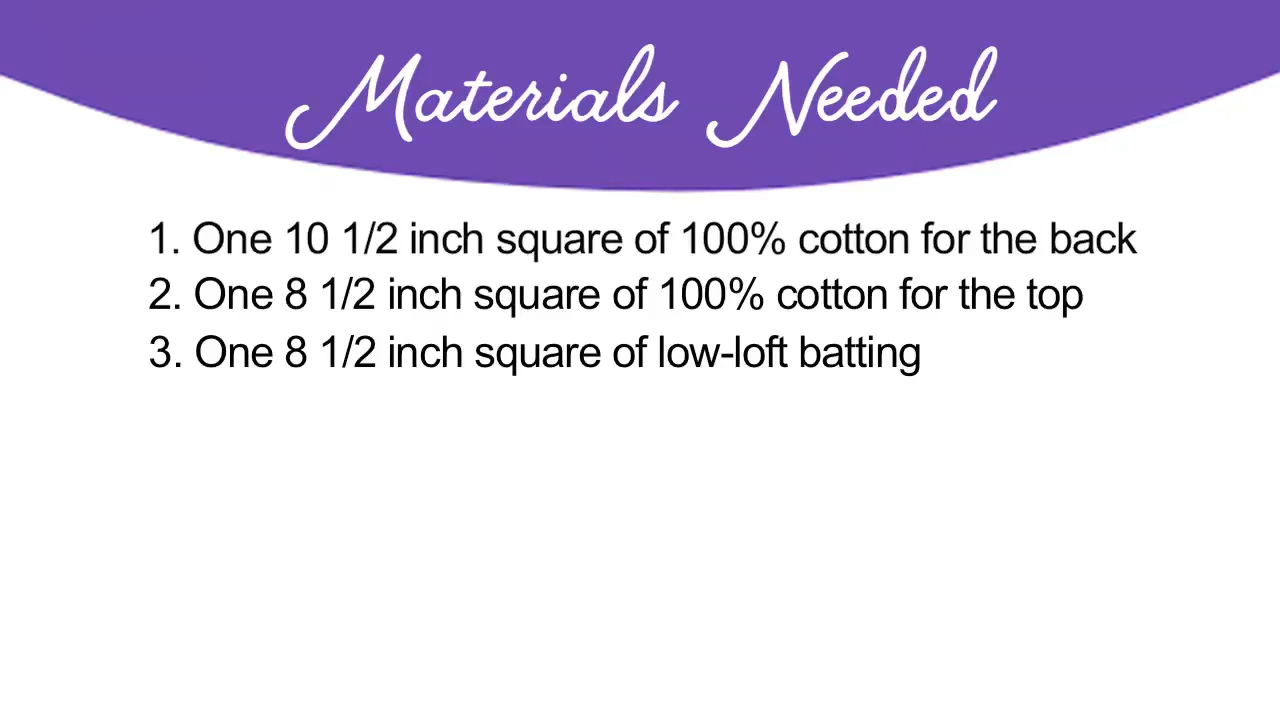 Materials Needed
1. One 10 1/2 inch square of 100% cotton for the back
2. One 8 1/2 inch square of 100% cotton for the top
3. One 8 1/2 inch square of low-loft batting